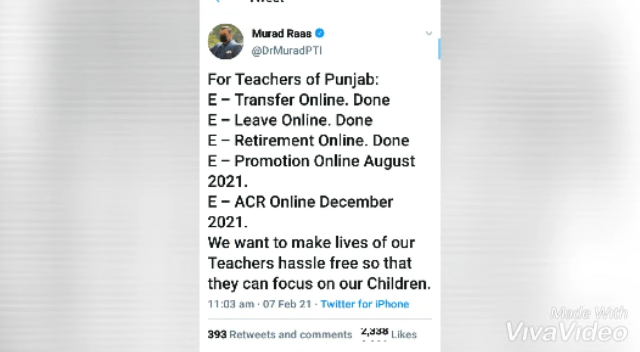 Tweet
Murad Raas
@DrMuradPTI
For Teachers of Punjab:
E – Transfer Online. Done
E – Leave Online. Done
E – Retirement Online. Done
E – Promotion Online August
2021.
E – ACR Online December
2021.
We want to make lives of our
Teachers hassle free so that
they can focus on our Children.
11:03 am · 07 Feb 21 · Twitter for iPhone
393 Retweets and comments 2,338 Likes
Made With
VivaVideo